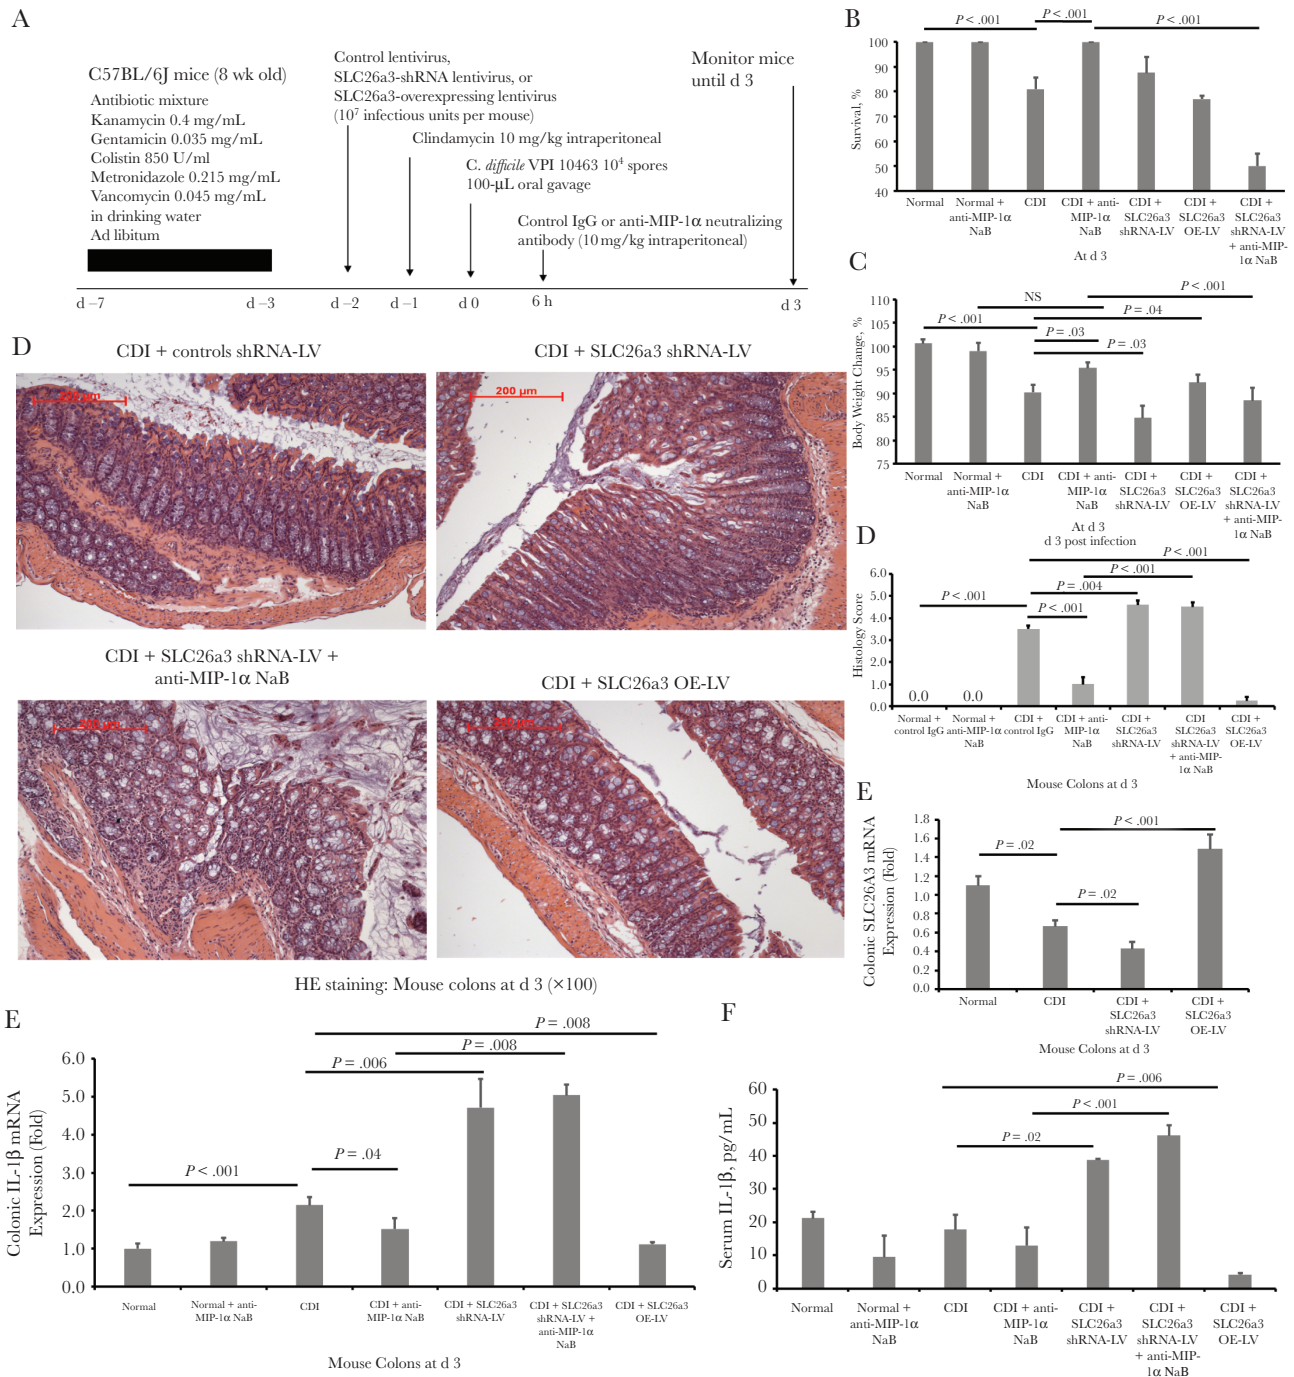 A
C57BL/6J mice (8 wk old)
Antibiotic mixture
Kanamycin 0.4 mg/mL
Gentamicin 0.035 mg/mL
Colistin 850 U/ml
Metronidazole 0.215 mg/mL
Vancomycin 0.045 mg/mL
in drinking water
Ad libitum
Control lentivirus,
SLC26a3-shRNA lentivirus, or
SLC26a3-overexpressing lentivirus
(10⁷ infectious units per mouse)
Clindamycin 10 mg/kg intraperitoneal
C. difficile VPI 10463 10⁴ spores
100-μL oral gavage
Control IgG or anti-MIP-1α neutralizing
antibody (10 mg/kg intraperitoneal)
Monitor mice
until d 3
d –7
d –3
d –2
d –1
d 0
6 h
d 3
B
P < .001
P < .001
P < .001
Survival, %
100
90
80
70
60
50
40
Normal
Normal +
anti-MIP-1α
NaB
CDI
CDI + anti-
MIP-1α
NaB
CDI +
SLC26a3
shRNA-LV
CDI +
SLC26a3
OE-LV
CDI +
SLC26a3
shRNA-LV
+ anti-MIP-
1α NaB
At d 3
C
NS
P < .001
P < .001
P = .04
P = .03
P = .03
Body Weight Change, %
110
105
100
95
90
85
80
75
Normal
Normal +
anti-MIP-1α
NaB
CDI
CDI + anti-
MIP-1α
NaB
CDI +
SLC26a3
shRNA-LV
CDI +
SLC26a3
OE-LV
CDI +
SLC26a3
shRNA-LV
+ anti-MIP-
1α NaB
At d 3
D
CDI + controls shRNA-LV
200 μm
CDI + SLC26a3 shRNA-LV
200 μm
CDI + SLC26a3 shRNA-LV +
anti-MIP-1α NaB
200 μm
CDI + SLC26a3 OE-LV
200 μm
HE staining: Mouse colons at d 3 (×100)
D
d 3 post infection
P < .001
P < .001
P = .004
P < .001
P < .001
Histology Score
6.0
5.0
4.0
3.0
2.0
1.0
0.0
0.0
0.0
Normal +
control IgG
Normal +
anti-MIP-1α
NaB
CDI +
control IgG
CDI + anti-
MIP-1α
NaB
CDI +
SLC26a3
shRNA-LV
CDI
SLC26a3
shRNA-LV
+ anti-MIP-
1α NaB
CDI +
SLC26a3
OE-LV
Mouse Colons at d 3
E
P < .001
P = .02
P = .02
Colonic SLC26A3 mRNA
Expression (Fold)
1.8
1.6
1.4
1.2
1.0
0.8
0.6
0.4
0.2
0.0
Normal
CDI
CDI +
SLC26a3
shRNA-LV
CDI +
SLC26a3
OE-LV
Mouse Colons at d 3
E
P = .008
P = .008
P = .006
P = .04
P < .001
Colonic IL-1β mRNA
Expression (Fold)
6.0
5.0
4.0
3.0
2.0
1.0
0.0
Normal
Normal + anti-
MIP-1α NaB
CDI
CDI + anti-
MIP-1α NaB
CDI + SLC26a3
shRNA-LV
CDI + SLC26a3
shRNA-LV +
anti-MIP-1α
NaB
CDI + SLC26a3
OE-LV
Mouse Colons at d 3
F
P = .006
P < .001
P = .02
Serum IL-1β, pg/mL
60
50
40
30
20
10
0
Normal
Normal +
anti-MIP-1α
NaB
CDI
CDI + anti-
MIP-1α
NaB
CDI +
SLC26a3
shRNA-LV
CDI +
SLC26a3
shRNA-LV
+ anti-MIP-
1α NaB
CDI +
SLC26a3
OE-LV